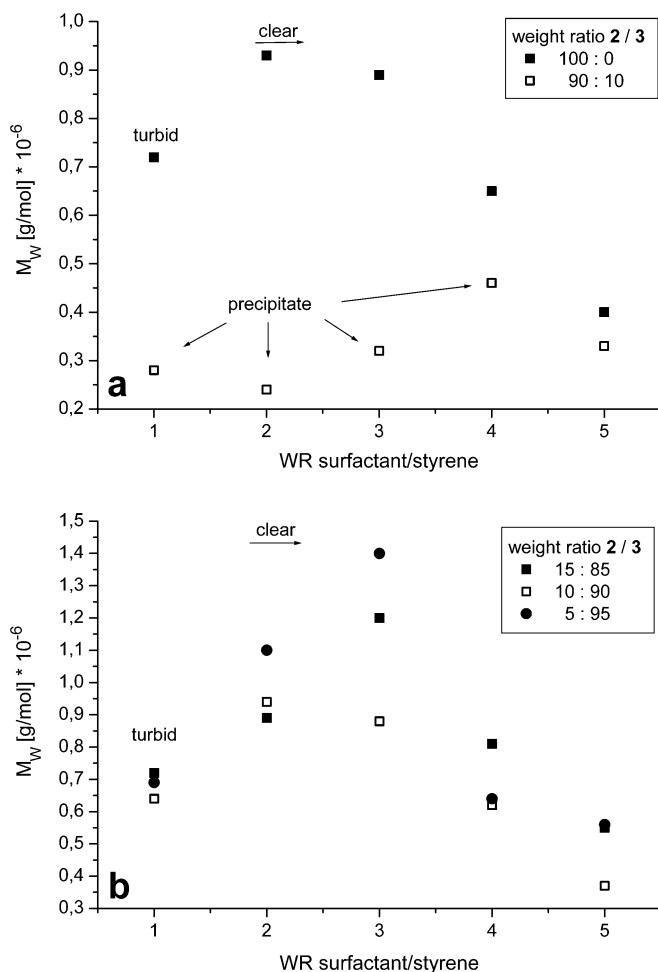 1,0
0,9
0,8
0,7
0,6
0,5
0,4
0,3
0,2
M_W [g/mol] * 10^-6
clear
turbid
precipitate
weight ratio 2 / 3
100 : 0
90 : 10
a
1 2 3 4 5
WR surfactant/styrene
1,5
1,4
1,3
1,2
1,1
1,0
0,9
0,8
0,7
0,6
0,5
0,4
0,3
M_W [g/mol] * 10^-6
clear
turbid
weight ratio 2 / 3
15 : 85
10 : 90
5 : 95
b
1 2 3 4 5
WR surfactant/styrene